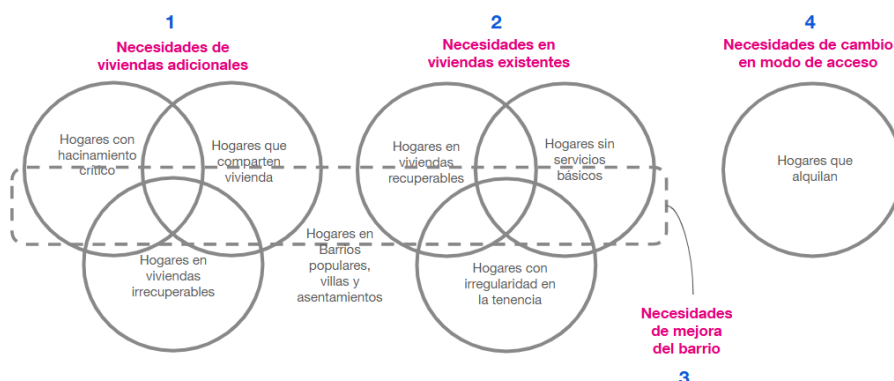 1
Necesidades de
viviendas adicionales
2
Necesidades en
viviendas existentes
4
Necesidades de cambio
en modo de acceso
Hogares con
hacinamiento
crítico
Hogares que
comparten
vivienda
Hogares en
viviendas
irrecuperables
Hogares en
Barrios
populares,
villas y
asentamientos
Hogares en
viviendas
recuperables
Hogares sin
servicios
básicos
Hogares con
irregularidad en
la tenencia
Hogares que
alquilan
Necesidades
de mejora
del barrio
3